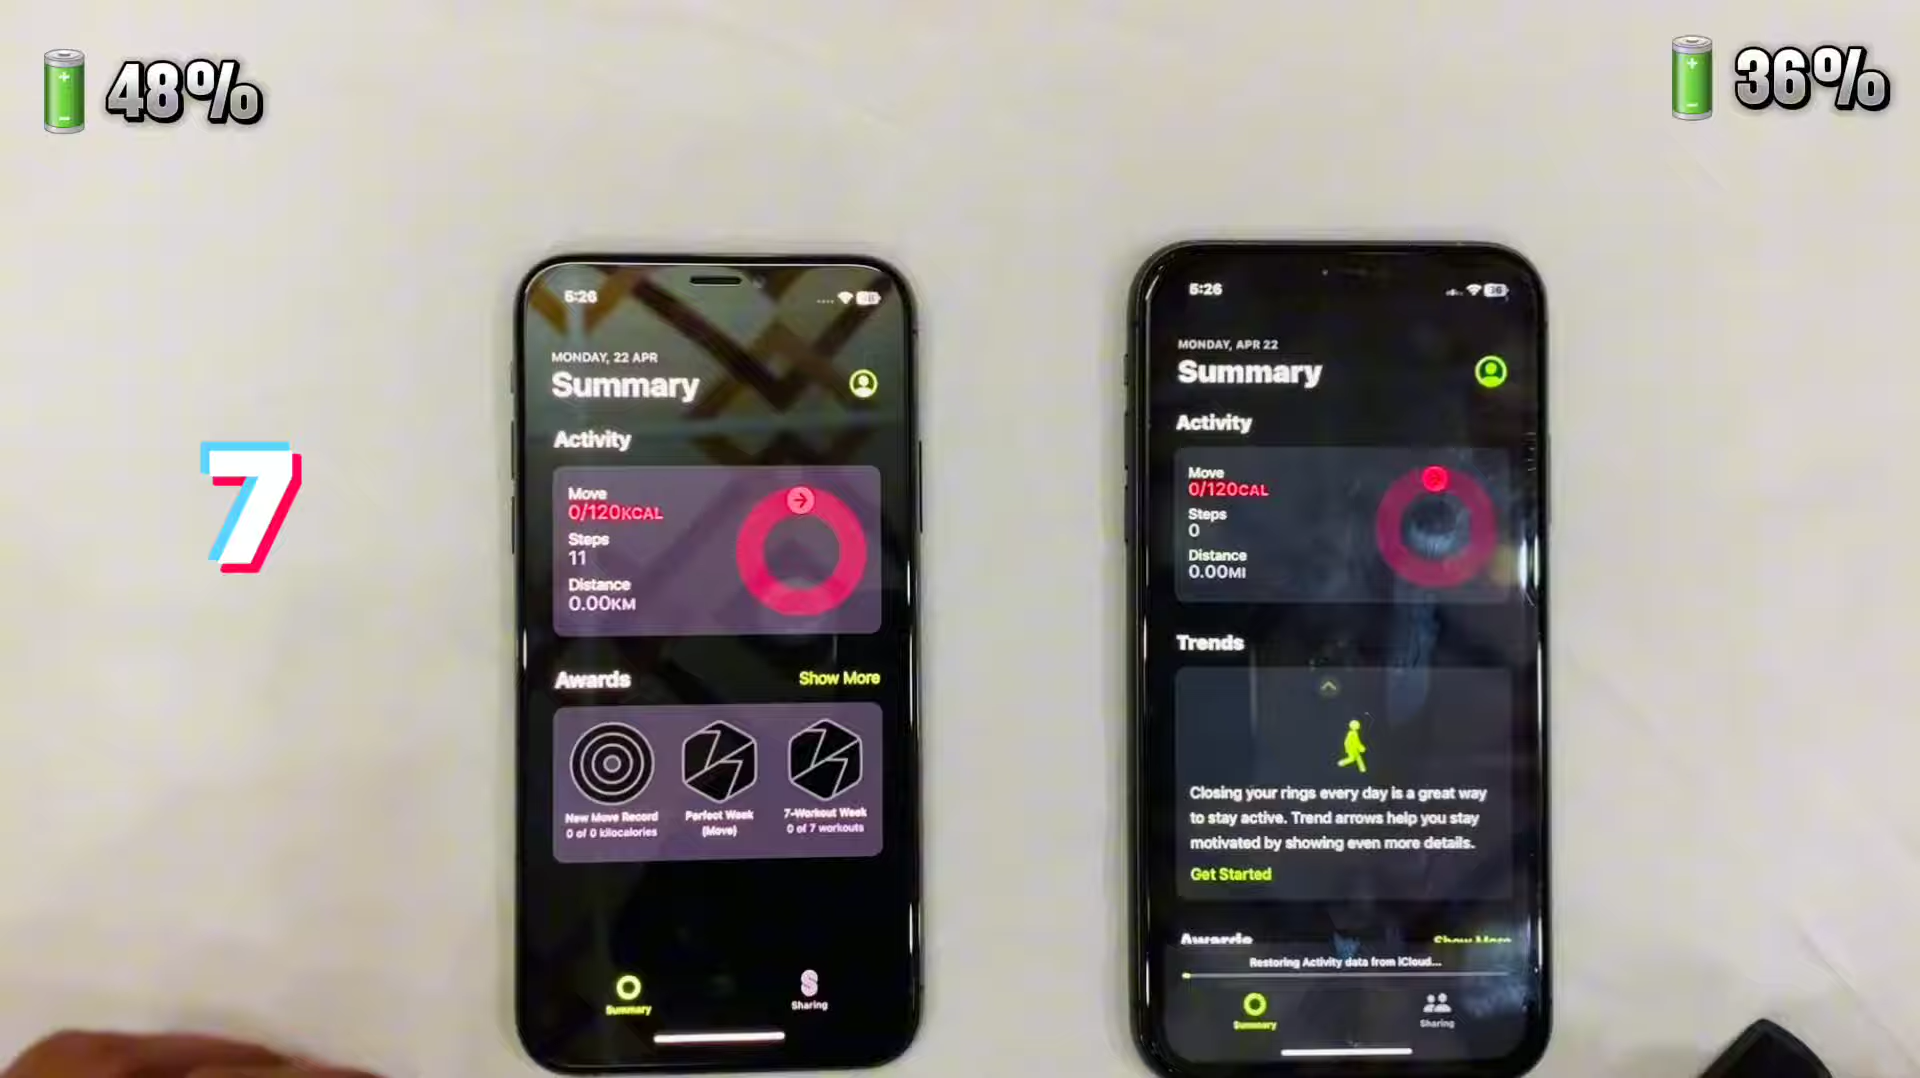 48%
36%
7
5:26
MONDAY, 22 APR
Summary
Activity
Move
0/120KCAL
Steps
11
Distance
0.00KM
Awards
Show More
New Move Record
0 of 0 kilocalories
Perfect Week
(Move)
7-Workout Week
0 of 7 workouts
Summary
Sharing
5:26
36
MONDAY, APR 22
Summary
Activity
Move
0/120CAL
Steps
0
Distance
0.00MI
Trends
Closing your rings every day is a great way
to stay active. Trend arrows help you stay
motivated by showing even more details.
Get Started
Awards
Show More
Restoring Activity data from iCloud...
Summary
Sharing